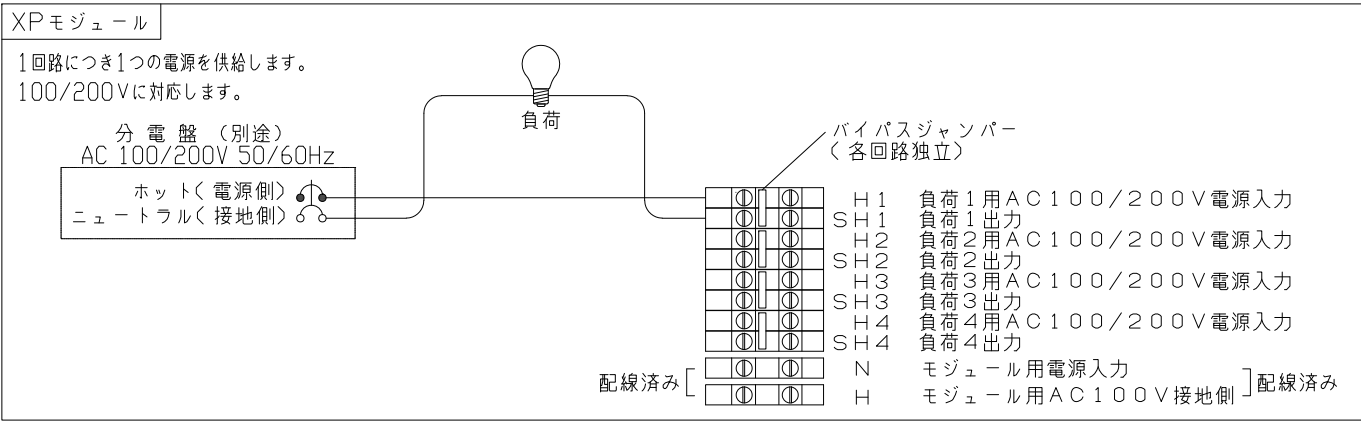 XPモジュール
1回路につき1つの電源を供給します。
100/200Vに対応します。
分電盤（別途）
AC 100/200V 50/60Hz
ホット(電源側)
ニュートラル(接地側)
負荷
バイパスジャンパー
（各回路独立）
H1 負荷1用AC100/200V電源入力
SH1 負荷1出力
H2 負荷2用AC100/200V電源入力
SH2 負荷2出力
H3 負荷3用AC100/200V電源入力
SH3 負荷3出力
H4 負荷4用AC100/200V電源入力
SH4 負荷4出力
配線済み
N モジュール用電源入力
H モジュール用AC100V接地側
配線済み